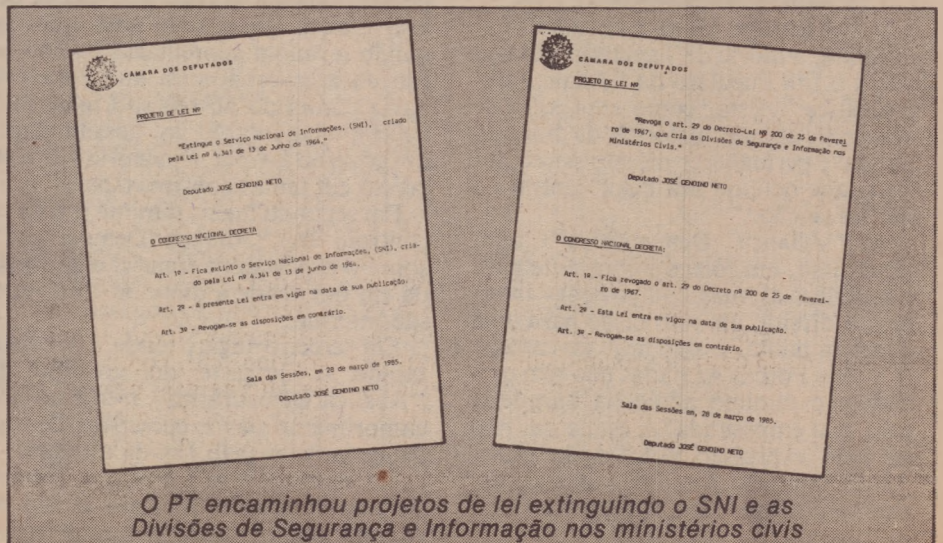 CÂMARA DOS DEPUTADOS
PROJETO DE LEI Nº
"Extingue o Serviço Nacional de Informações, (SNI), criado
pela Lei nº 4.341 de 13 de Junho de 1964."
Deputado JOSÉ GENOINO NETO
O CONGRESSO NACIONAL DECRETA
Art. 1º - Fica extinto o Serviço Nacional de Informações, (SNI), cria-
do pela Lei nº 4.341 de 13 de junho de 1964.
Art. 2º - A presente Lei entra em vigor na data de sua publicação.
Art. 3º - Revogam-se as disposições em contrário.
Sala das Sessões, em 28 de março de 1985.
Deputado JOSÉ GENOINO NETO
CÂMARA DOS DEPUTADOS
PROJETO DE LEI Nº
"Revoga o art. 29 do Decreto-Lei Nº 200 de 25 de Feverei
ro de 1967, que cria as Divisões de Segurança e Informação nos
Ministérios Civis."
Deputado JOSÉ GENOINO NETO
O CONGRESSO NACIONAL DECRETA:
Art. 1º - Fica revogado o art. 29 do Decreto nº 200 de 25 de feverei-
ro de 1967.
Art. 2º - Esta Lei entra em vigor na data de sua publicação.
Art. 3º - Revogam-se as disposições em contrário.
Sala das Sessões em, 28 de março de 1985.
Deputado JOSÉ GENOINO NETO
O PT encaminhou projetos de lei extinguindo o SNI e as
Divisões de Segurança e Informação nos ministérios civis